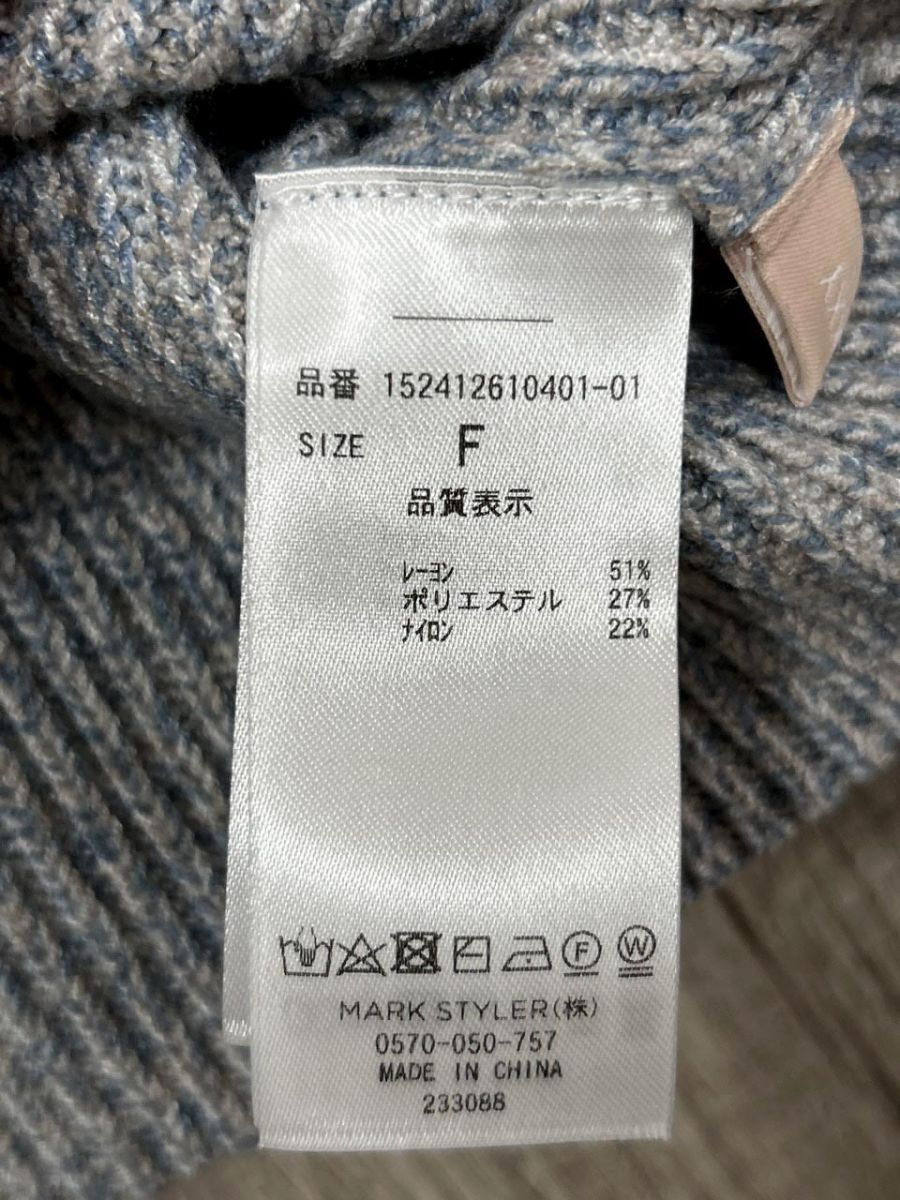 品番 152412610401-01
SIZE F
品質表示
レーヨン 51%
ポリエステル 27%
ナイロン 22%
F W
MARK STYLER(株)
0570-050-757
MADE IN CHINA
233088